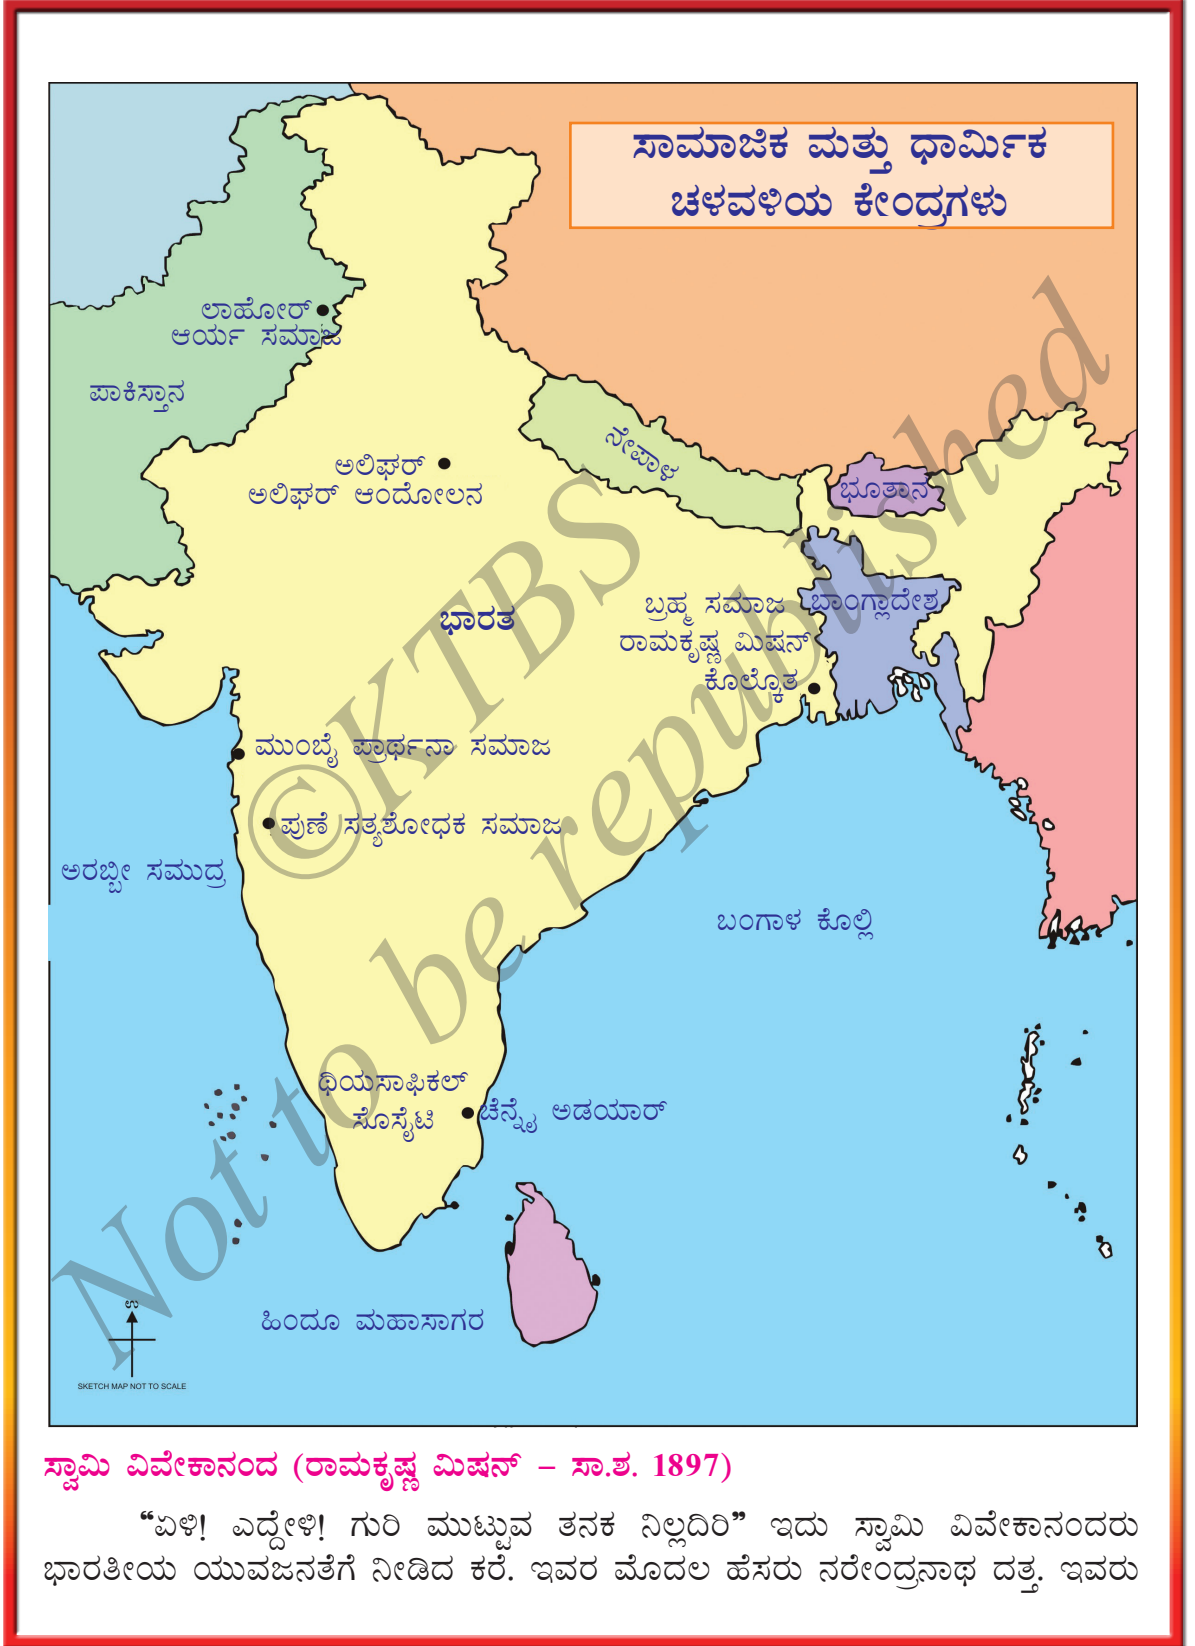 ಸಾಮಾಜಿಕ ಮತ್ತು ಧಾರ್ಮಿಕ
ಚಳವಳಿಯ ಕೇಂದ್ರಗಳು
ಲಾಹೋರ್
ಆರ್ಯ ಸಮಾಜ
ಪಾಕಿಸ್ತಾನ
ನೇಪಾಳ
ಅಲಿಘರ್
ಅಲಿಘರ್ ಆಂದೋಲನ
ಭೂತಾನ
ಭಾರತ
ಬ್ರಹ್ಮ ಸಮಾಜ
ಬಾಂಗ್ಲಾದೇಶ
ರಾಮಕೃಷ್ಣ ಮಿಷನ್
ಕೊಲ್ಕೊತ
ಮುಂಬೈ ಪ್ರಾರ್ಥನಾ ಸಮಾಜ
ಪುಣೆ ಸತ್ಯಶೋಧಕ ಸಮಾಜ
ಅರಬ್ಬೀ ಸಮುದ್ರ
ಬಂಗಾಳ ಕೊಲ್ಲಿ
ಥಿಯಸಾಫಿಕಲ್
ಸೊಸೈಟಿ
ಚೆನ್ನೈ ಅಡಯಾರ್
ಹಿಂದೂ ಮಹಾಸಾಗರ
ಉ
SKETCH MAP NOT TO SCALE
©KTBS
Not to be republished
ಸ್ವಾಮಿ ವಿವೇಕಾನಂದ (ರಾಮಕೃಷ್ಣ ಮಿಷನ್ – ಸಾ.ಶ. 1897)
“ಏಳಿ! ಎದ್ದೇಳಿ! ಗುರಿ ಮುಟ್ಟುವ ತನಕ ನಿಲ್ಲದಿರಿ” ಇದು ಸ್ವಾಮಿ ವಿವೇಕಾನಂದರು
ಭಾರತೀಯ ಯುವಜನತೆಗೆ ನೀಡಿದ ಕರೆ. ಇವರ ಮೊದಲ ಹೆಸರು ನರೇಂದ್ರನಾಥ ದತ್ತ. ಇವರು